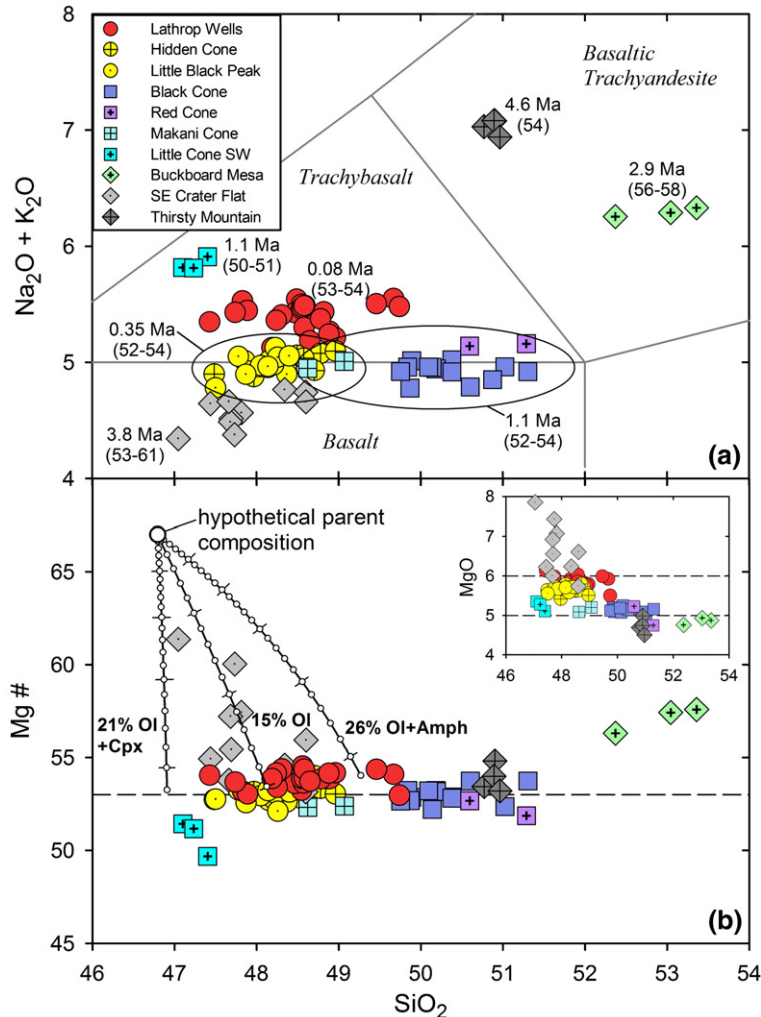 8
7
6
5
4
Na₂O + K₂O
Lathrop Wells
Hidden Cone
Little Black Peak
Black Cone
Red Cone
Makani Cone
Little Cone SW
Buckboard Mesa
SE Crater Flat
Thirsty Mountain
Basaltic
Trachyandesite
4.6 Ma
(54)
2.9 Ma
(56-58)
Trachybasalt
1.1 Ma
(50-51)
0.08 Ma
(53-54)
0.35 Ma
(52-54)
1.1 Ma
(52-54)
3.8 Ma
(53-61)
Basalt
(a)
hypothetical parent
composition
65
60
55
50
45
Mg #
21% Ol
+Cpx
15% Ol
26% Ol+Amph
8
7
6
5
4
MgO
46 48 50 52 54
(b)
46 47 48 49 50 51 52 53 54
SiO₂